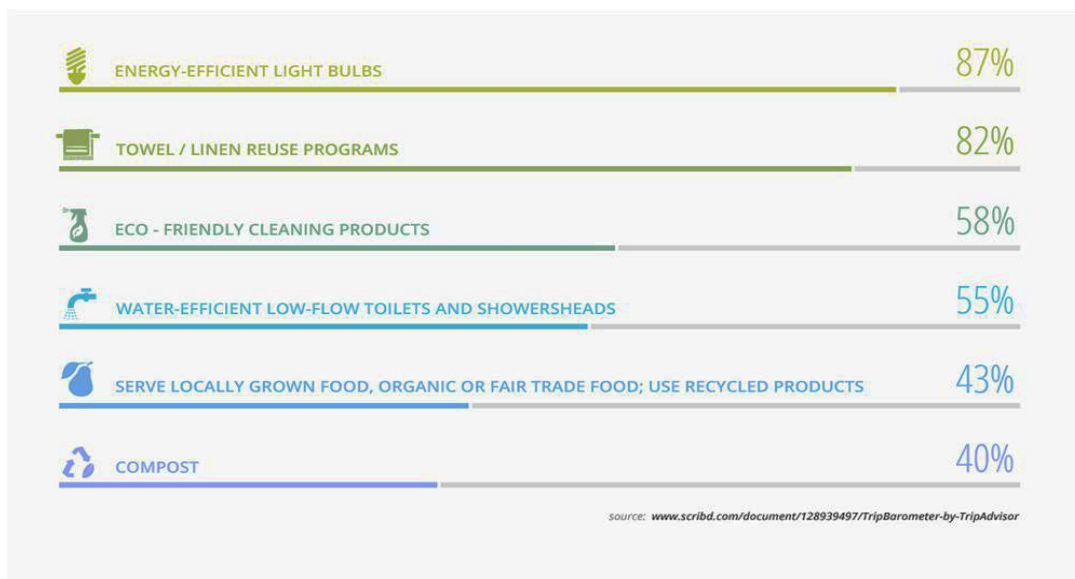 ENERGY-EFFICIENT LIGHT BULBS 87%
TOWEL / LINEN REUSE PROGRAMS 82%
ECO - FRIENDLY CLEANING PRODUCTS 58%
WATER-EFFICIENT LOW-FLOW TOILETS AND SHOWERSHEADS 55%
SERVE LOCALLY GROWN FOOD, ORGANIC OR FAIR TRADE FOOD; USE RECYCLED PRODUCTS 43%
COMPOST 40%
source: www.scribd.com/document/128939497/TripBarometer-by-TripAdvisor